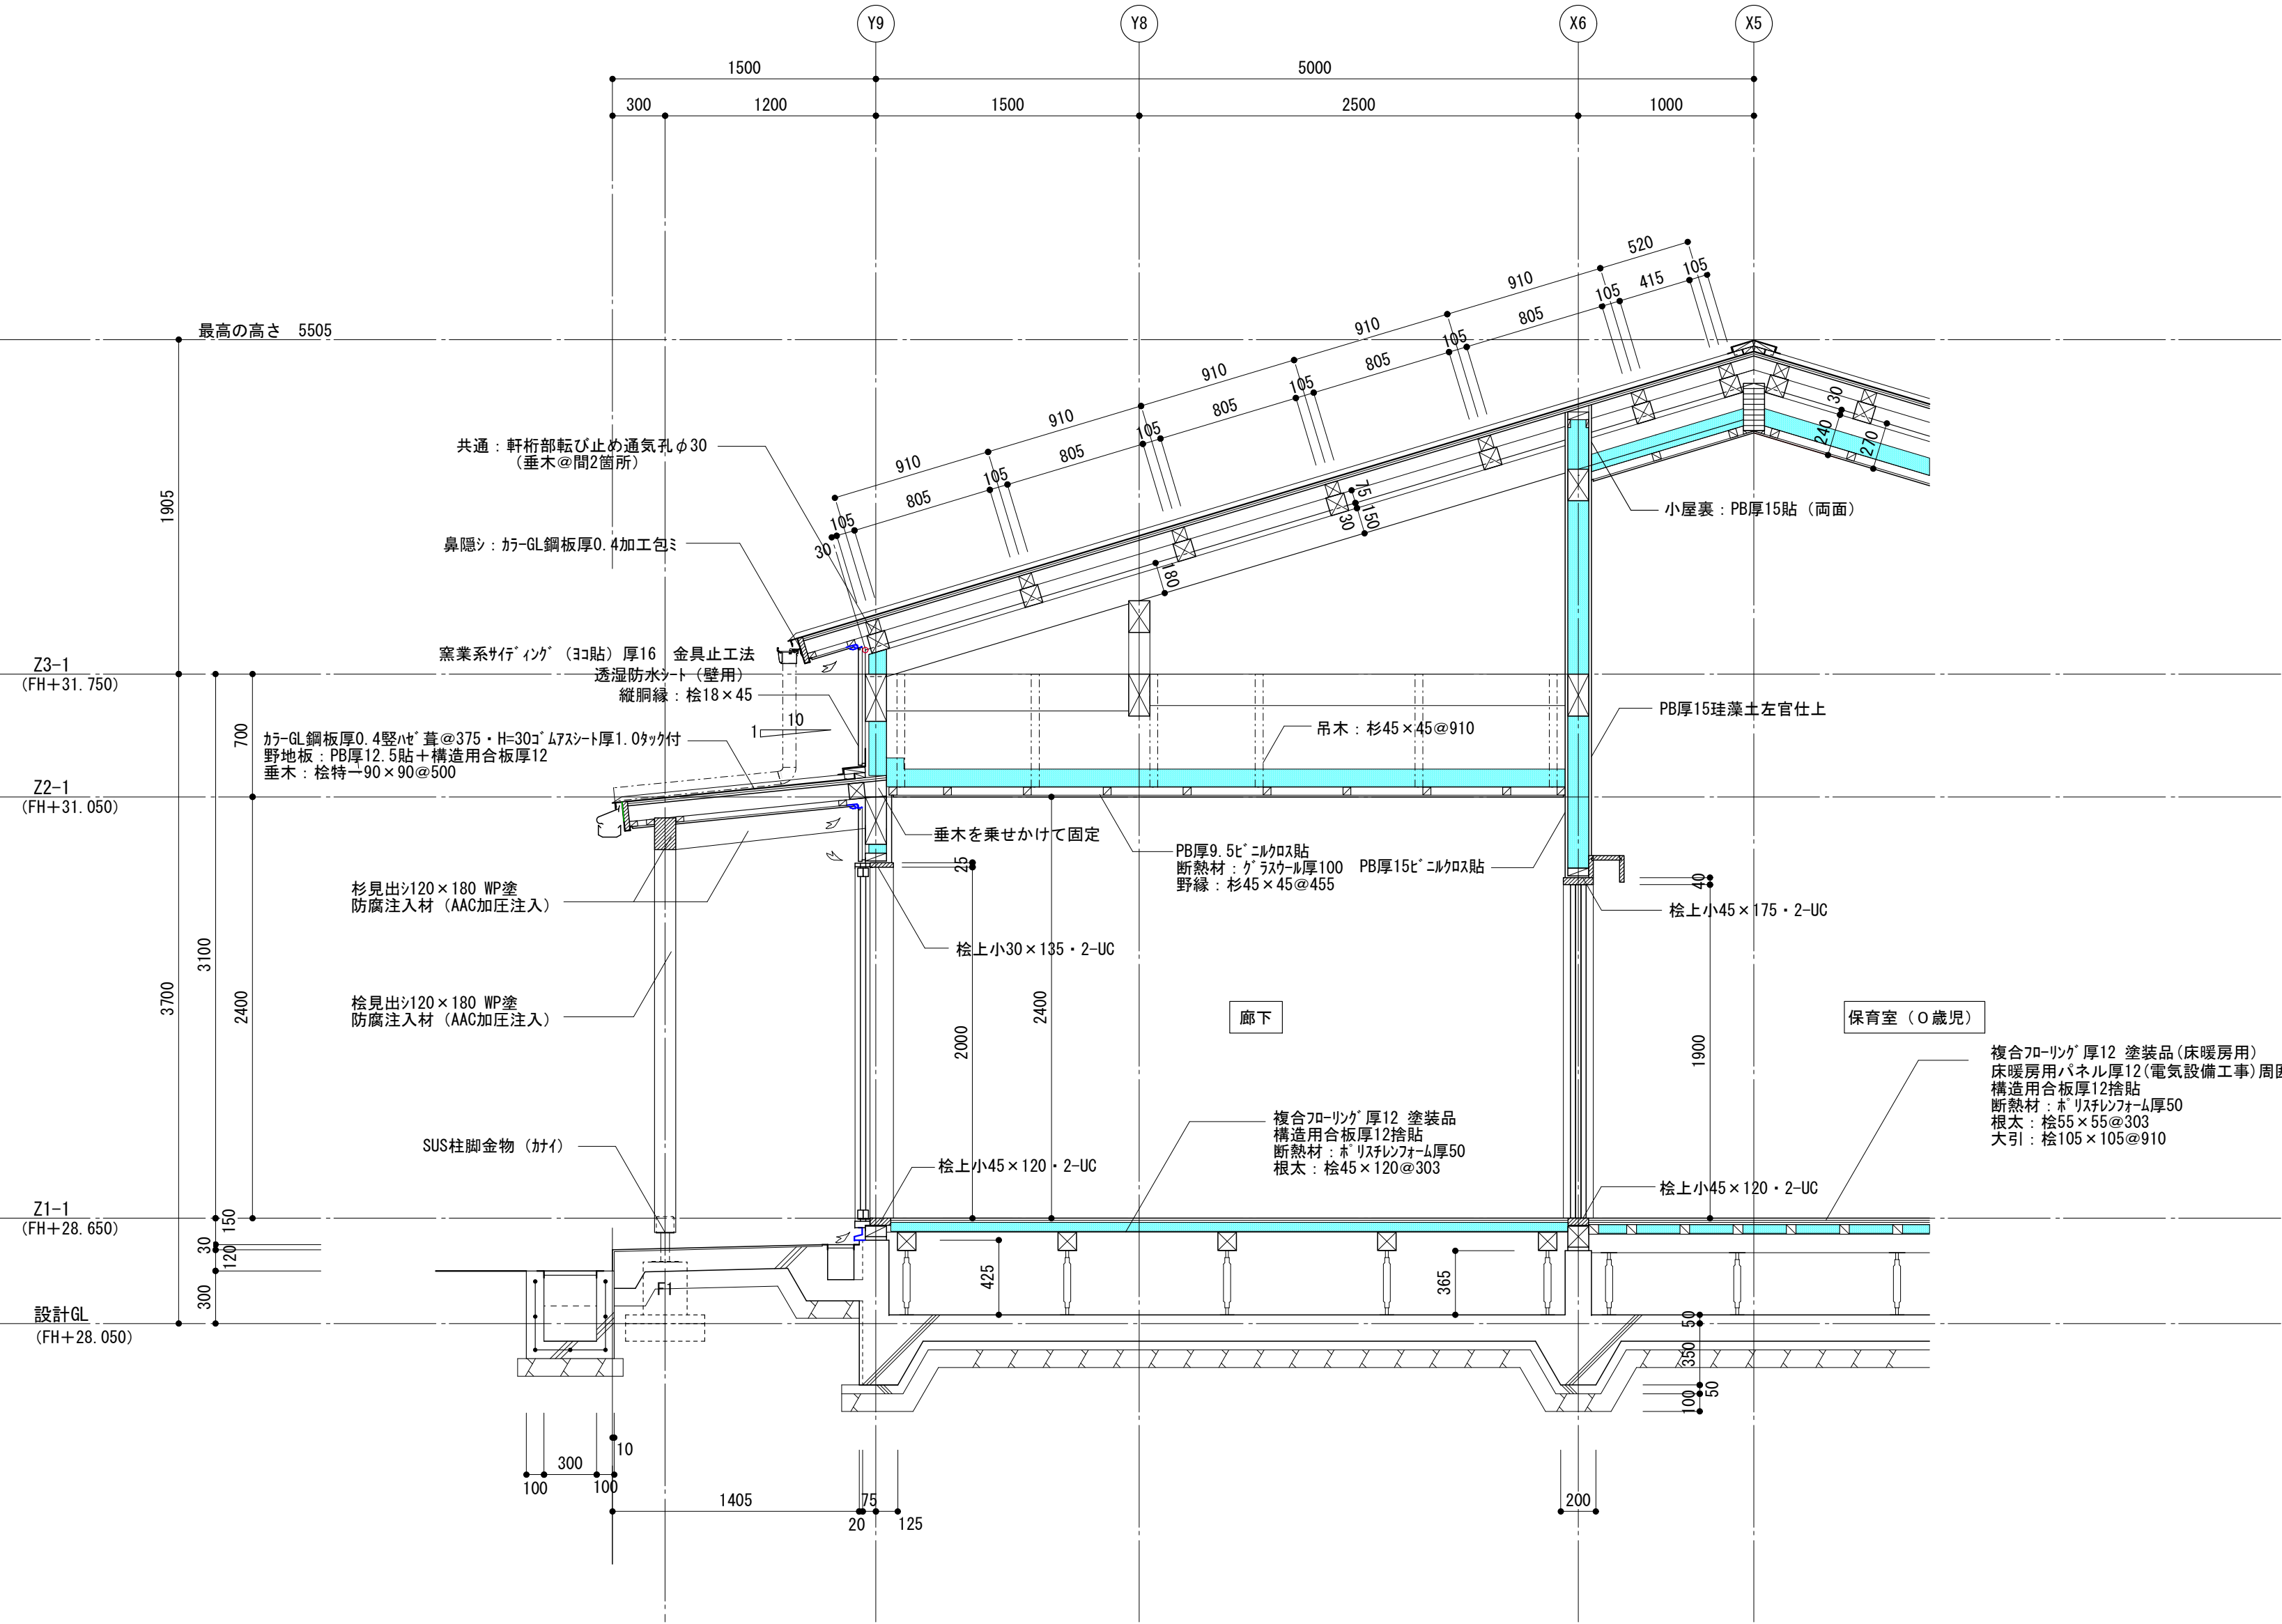 Y9
Y8
X6
X5
1500
5000
300
1200
1500
2500
1000
520
910
105
415
105
910
805
910
105
805
910
105
805
910
105
805
910
105
805
105
805
30
最高の高さ 5505
1905
共通：軒桁部転び止め通気孔φ30
（垂木＠間2箇所）
鼻隠ｼ：ｶﾗｰGL鋼板厚0.4加工包ﾐ
30
240
270
75
30
150
180
小屋裏：PB厚15貼（両面）
窯業系ｻｲﾃﾞｨﾝｸﾞ（ﾖｺ貼）厚16 金具止工法
透湿防水ｼｰﾄ（壁用）
縦胴縁：桧18×45
Z3-1
(FH＋31.750)
10
1
700
ｶﾗｰGL鋼板厚0.4竪ﾊｾﾞ葺＠375・H=30ｺﾞﾑｱｽｼｰﾄ厚1.0ﾀｯｸ付
野地板：PB厚12.5貼＋構造用合板厚12
垂木：桧特一90×90＠500
吊木：杉45×45＠910
PB厚15珪藻土左官仕上
Z2-1
(FH＋31.050)
垂木を乗せかけて固定
PB厚9.5ﾋﾞﾆﾙｸﾛｽ貼
断熱材：ｸﾞﾗｽｳｰﾙ厚100
野縁：杉45×45＠455
PB厚15ﾋﾞﾆﾙｸﾛｽ貼
25
40
杉見出ｼ120×180 WP塗
防腐注入材（AAC加圧注入）
桧上小30×135・2-UC
桧上小45×175・2-UC
3700
3100
2400
桧見出ｼ120×180 WP塗
防腐注入材（AAC加圧注入）
2000
2400
廊下
1900
保育室（０歳児）
複合ﾌﾛｰﾘﾝｸﾞ厚12 塗装品(床暖房用)
床暖房用パネル厚12(電気設備工事)周囲
構造用合板厚12捨貼
断熱材：ﾎﾟﾘｽﾁﾚﾝﾌｫｰﾑ厚50
根太：桧55×55＠303
大引：桧105×105＠910
複合ﾌﾛｰﾘﾝｸﾞ厚12 塗装品
構造用合板厚12捨貼
断熱材：ﾎﾟﾘｽﾁﾚﾝﾌｫｰﾑ厚50
根太：桧45×120＠303
SUS柱脚金物（ｶﾅｲ）
桧上小45×120・2-UC
桧上小45×120・2-UC
Z1-1
(FH＋28.650)
150
30
120
300
425
365
F1
設計GL
(FH＋28.050)
50
350
50
100
10
300
100
100
1405
75
20
125
200